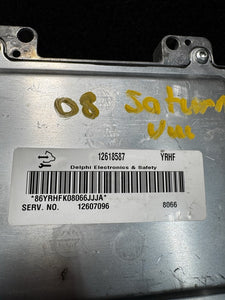 08 Saturn
Vue
12618587 YRHF
Delphi Electronics & Safety
*86YRHFK08066JJJA*
SERV. NO. 12607096 8066